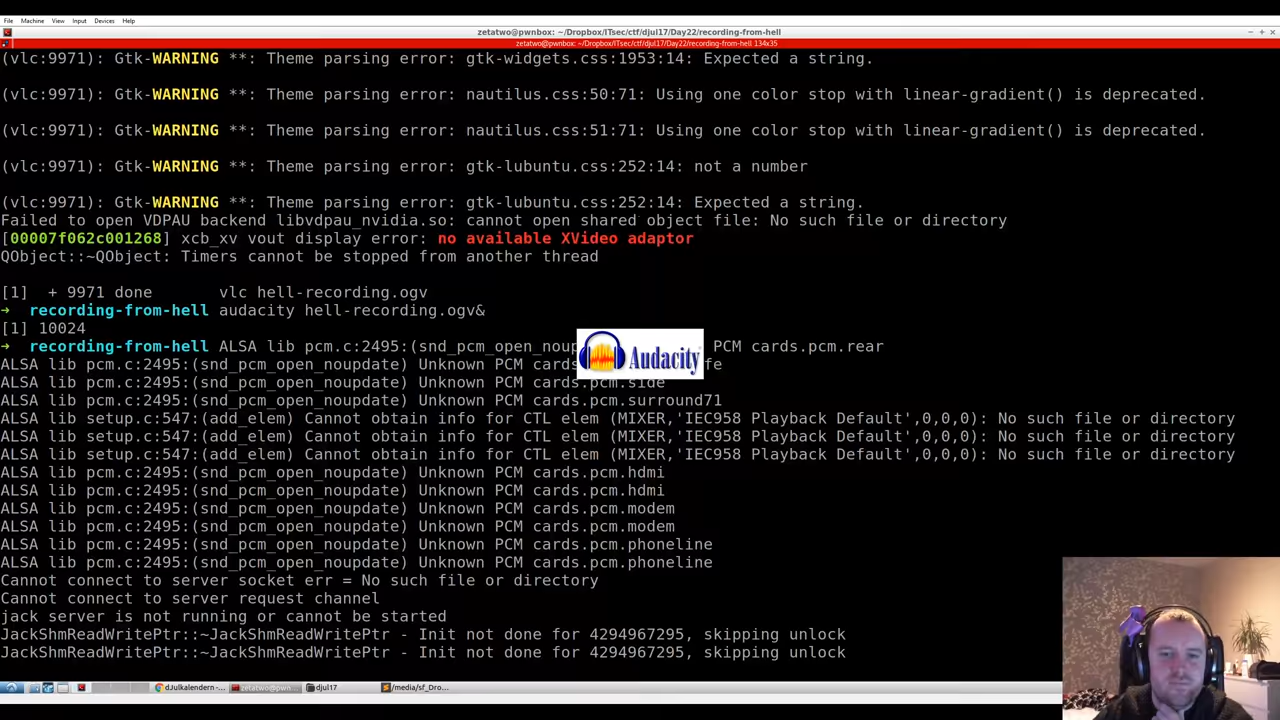 File Machine View Input Devices Help
zetatwo@pwnbox: ~/Dropbox/ITsec/ctf/djul17/Day22/recording-from-hell
zetatwo@pwnbox: ~/Dropbox/ITsec/ctf/djul17/Day22/recording-from-hell 134x35
(vlc:9971): Gtk-WARNING **: Theme parsing error: gtk-widgets.css:1953:14: Expected a string.
(vlc:9971): Gtk-WARNING **: Theme parsing error: nautilus.css:50:71: Using one color stop with linear-gradient() is deprecated.
(vlc:9971): Gtk-WARNING **: Theme parsing error: nautilus.css:51:71: Using one color stop with linear-gradient() is deprecated.
(vlc:9971): Gtk-WARNING **: Theme parsing error: gtk-lubuntu.css:252:14: not a number
(vlc:9971): Gtk-WARNING **: Theme parsing error: gtk-lubuntu.css:252:14: Expected a string.
Failed to open VDPAU backend libvdpau_nvidia.so: cannot open shared object file: No such file or directory
[00007f062c001268] xcb_xv vout display error: no available XVideo adaptor
QObject::~QObject: Timers cannot be stopped from another thread
[1]  + 9971 done       vlc hell-recording.ogv
→  recording-from-hell audacity hell-recording.ogv&
[1] 10024
→  recording-from-hell ALSA lib pcm.c:2495:(snd_pcm_open_noup PCM cards.pcm.rear
Audacity
ALSA lib pcm.c:2495:(snd_pcm_open_noupdate) Unknown PCM cards fe
ALSA lib pcm.c:2495:(snd_pcm_open_noupdate) Unknown PCM cards.pcm.side
ALSA lib pcm.c:2495:(snd_pcm_open_noupdate) Unknown PCM cards.pcm.surround71
ALSA lib setup.c:547:(add_elem) Cannot obtain info for CTL elem (MIXER,'IEC958 Playback Default',0,0,0): No such file or directory
ALSA lib setup.c:547:(add_elem) Cannot obtain info for CTL elem (MIXER,'IEC958 Playback Default',0,0,0): No such file or directory
ALSA lib setup.c:547:(add_elem) Cannot obtain info for CTL elem (MIXER,'IEC958 Playback Default',0,0,0): No such file or directory
ALSA lib pcm.c:2495:(snd_pcm_open_noupdate) Unknown PCM cards.pcm.hdmi
ALSA lib pcm.c:2495:(snd_pcm_open_noupdate) Unknown PCM cards.pcm.hdmi
ALSA lib pcm.c:2495:(snd_pcm_open_noupdate) Unknown PCM cards.pcm.modem
ALSA lib pcm.c:2495:(snd_pcm_open_noupdate) Unknown PCM cards.pcm.modem
ALSA lib pcm.c:2495:(snd_pcm_open_noupdate) Unknown PCM cards.pcm.phoneline
ALSA lib pcm.c:2495:(snd_pcm_open_noupdate) Unknown PCM cards.pcm.phoneline
Cannot connect to server socket err = No such file or directory
Cannot connect to server request channel
jack server is not running or cannot be started
JackShmReadWritePtr::~JackShmReadWritePtr - Init not done for 4294967295, skipping unlock
JackShmReadWritePtr::~JackShmReadWritePtr - Init not done for 4294967295, skipping unlock
dJulkalendern -... zetatwo@pwn... djul17 /media/sf_Dro...